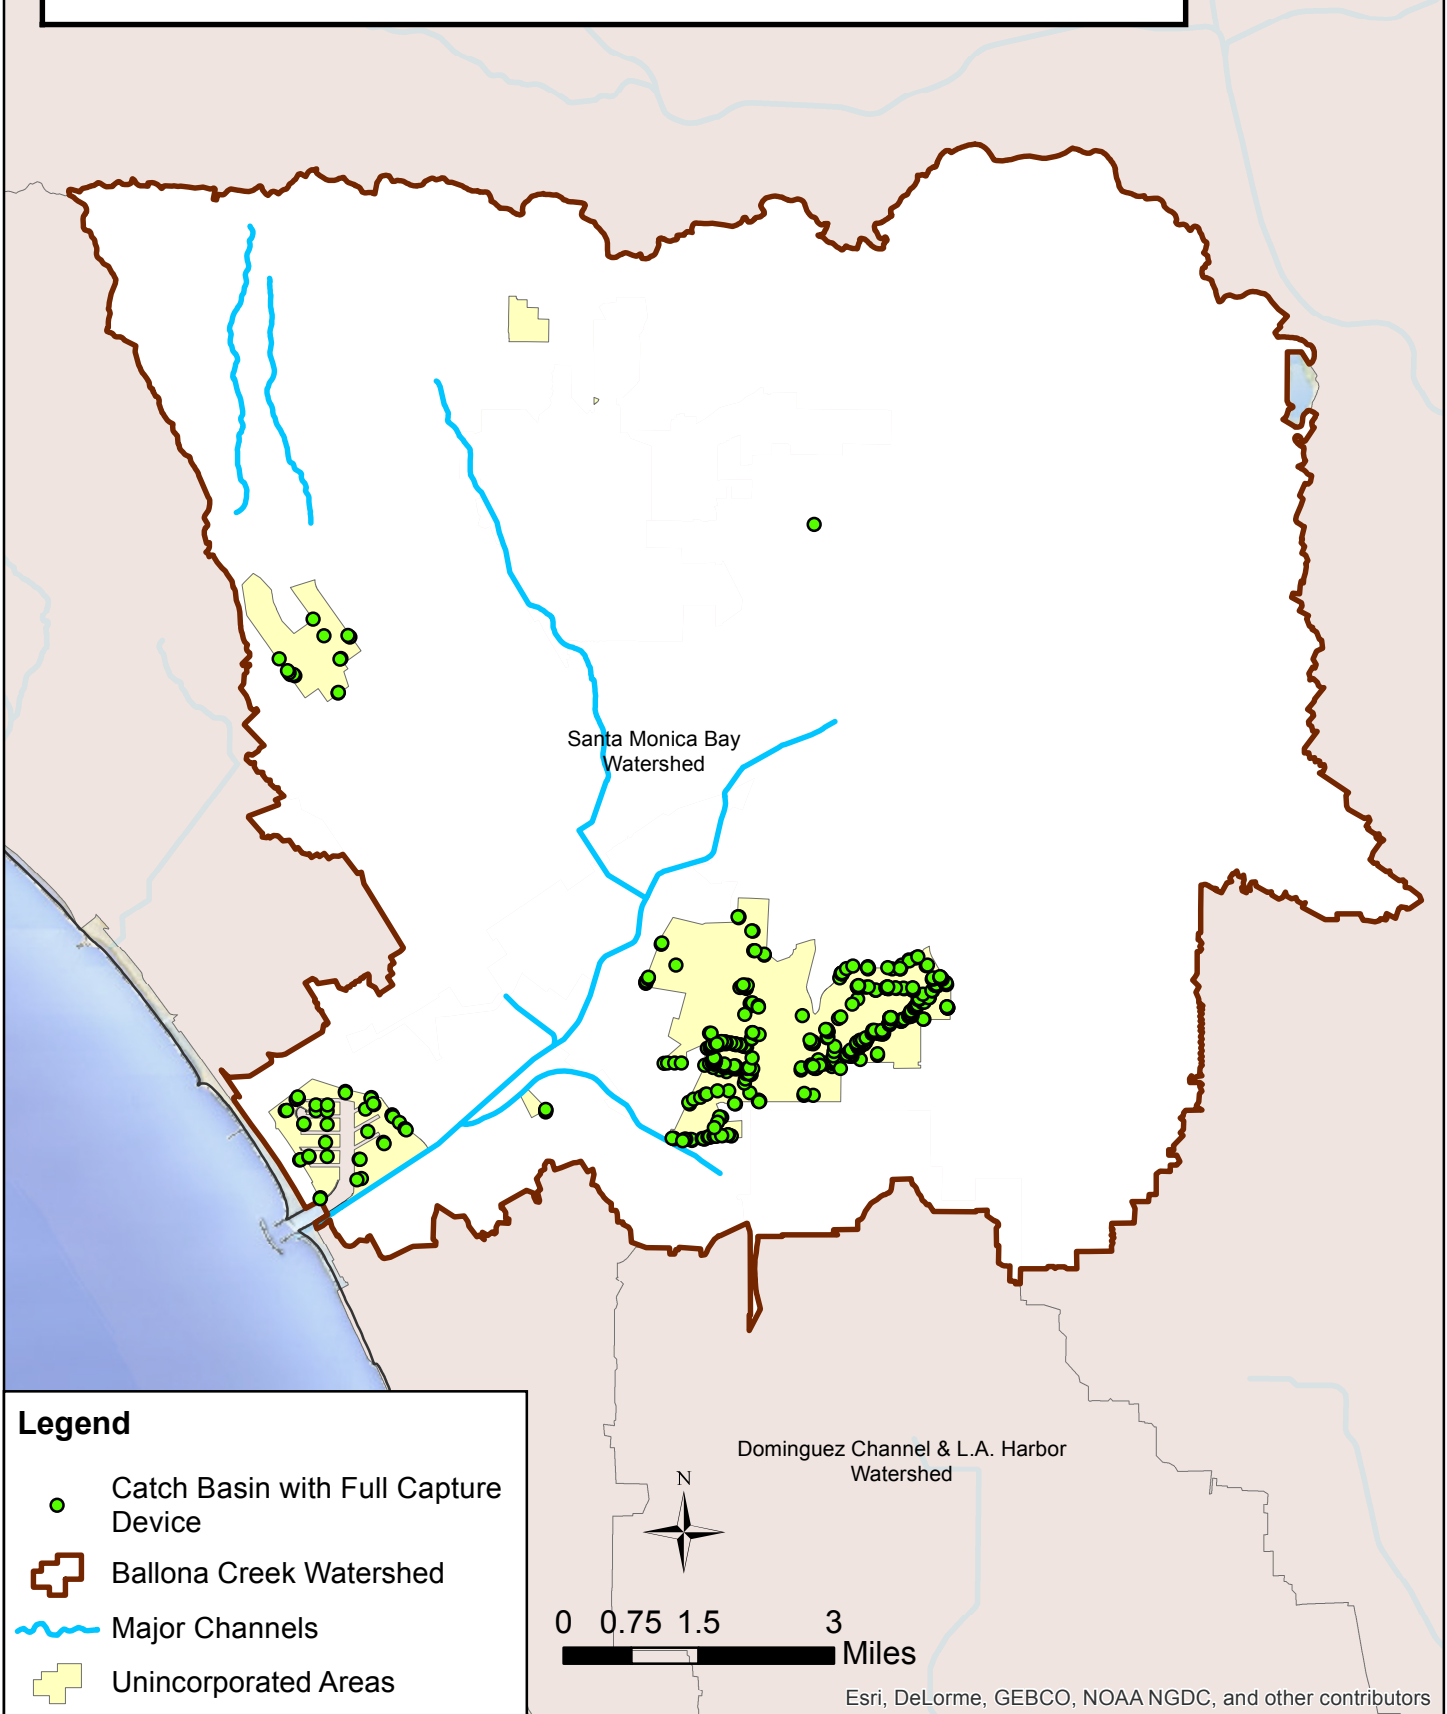 Santa Monica Bay
Watershed
Legend
Catch Basin with Full Capture
Device
Ballona Creek Watershed
Major Channels
Unincorporated Areas
Dominguez Channel & L.A. Harbor
Watershed
N
0 0.75 1.5 3
Miles
Esri, DeLorme, GEBCO, NOAA NGDC, and other contributors